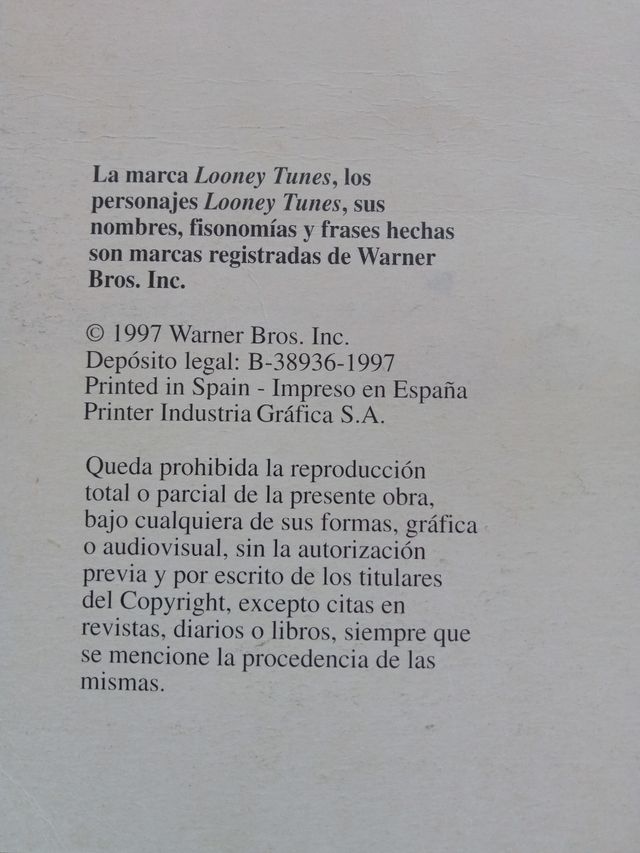 La marca Looney Tunes, los
personajes Looney Tunes, sus
nombres, fisonomías y frases hechas
son marcas registradas de Warner
Bros. Inc.
© 1997 Warner Bros. Inc.
Depósito legal: B-38936-1997
Printed in Spain - Impreso en España
Printer Industria Gráfica S.A.
Queda prohibida la reproducción
total o parcial de la presente obra,
bajo cualquiera de sus formas, gráfica
o audiovisual, sin la autorización
previa y por escrito de los titulares
del Copyright, excepto citas en
revistas, diarios o libros, siempre que
se mencione la procedencia de las
mismas.